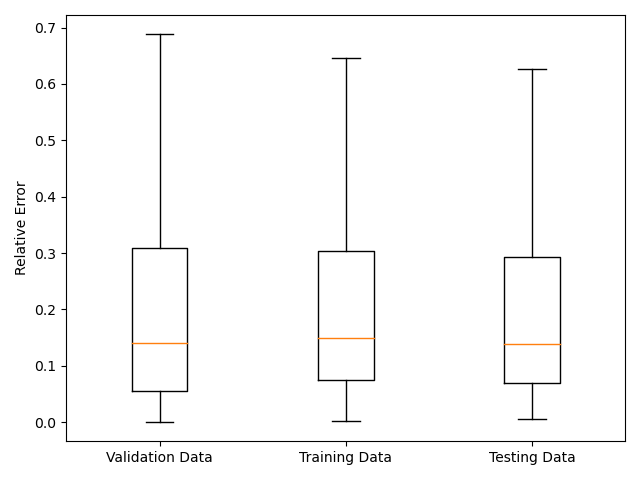 0.7
0.6
0.5
0.4
0.3
0.2
0.1
0.0
Relative Error
Validation Data
Training Data
Testing Data